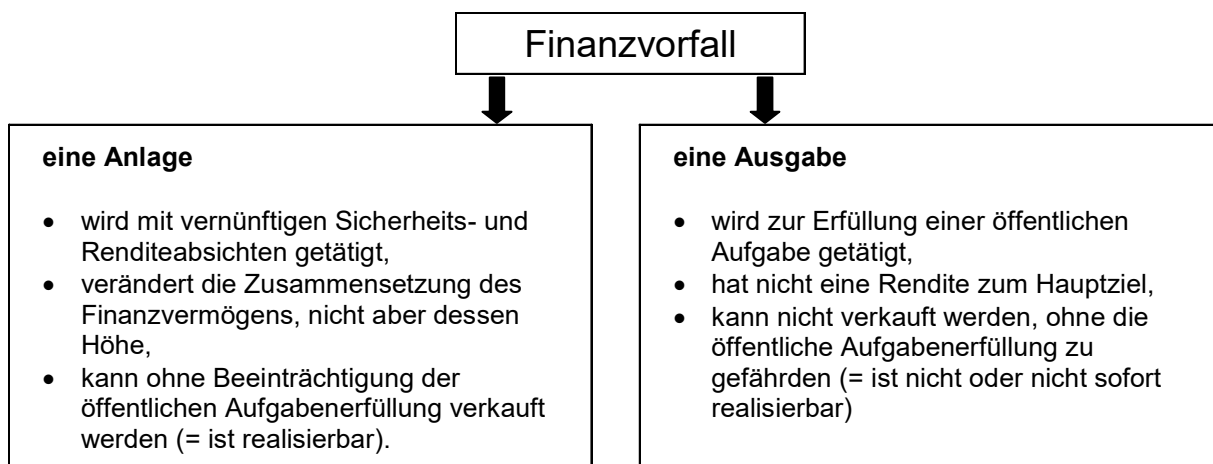 Finanzvorfall
eine Anlage
• wird mit vernünftigen Sicherheits- und
Renditeabsichten getätigt,
• verändert die Zusammensetzung des
Finanzvermögens, nicht aber dessen
Höhe,
• kann ohne Beeinträchtigung der
öffentlichen Aufgabenerfüllung verkauft
werden (= ist realisierbar).
eine Ausgabe
• wird zur Erfüllung einer öffentlichen
Aufgabe getätigt,
• hat nicht eine Rendite zum Hauptziel,
• kann nicht verkauft werden, ohne die
öffentliche Aufgabenerfüllung zu
gefährden (= ist nicht oder nicht sofort
realisierbar)